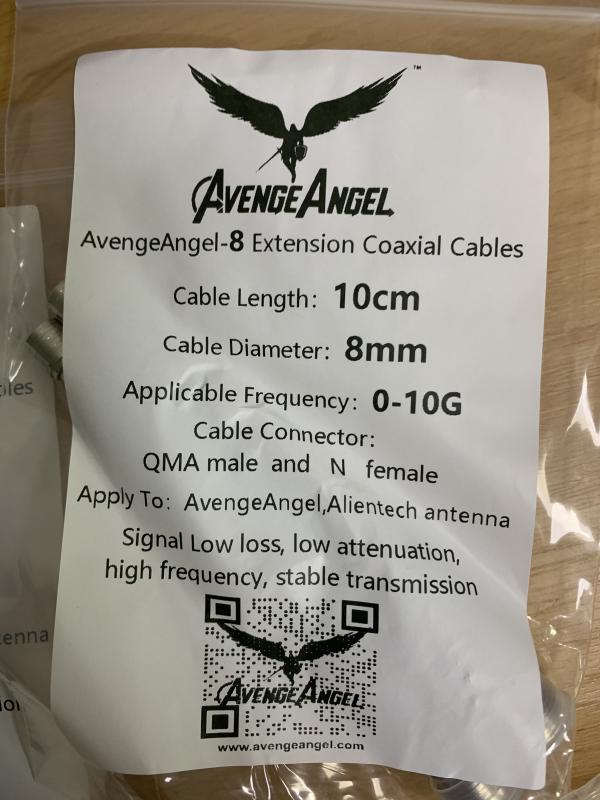 ™
AVENGEANGEL
AvengeAngel-8 Extension Coaxial Cables
Cable Length: 10cm
Cable Diameter: 8mm
Applicable Frequency: 0-10G
Cable Connector:
QMA male and N female
Apply To: AvengeAngel,Alientech antenna
Signal Low loss, low attenuation,
high frequency, stable transmission
AVENGEANGEL
www.avengeangel.com